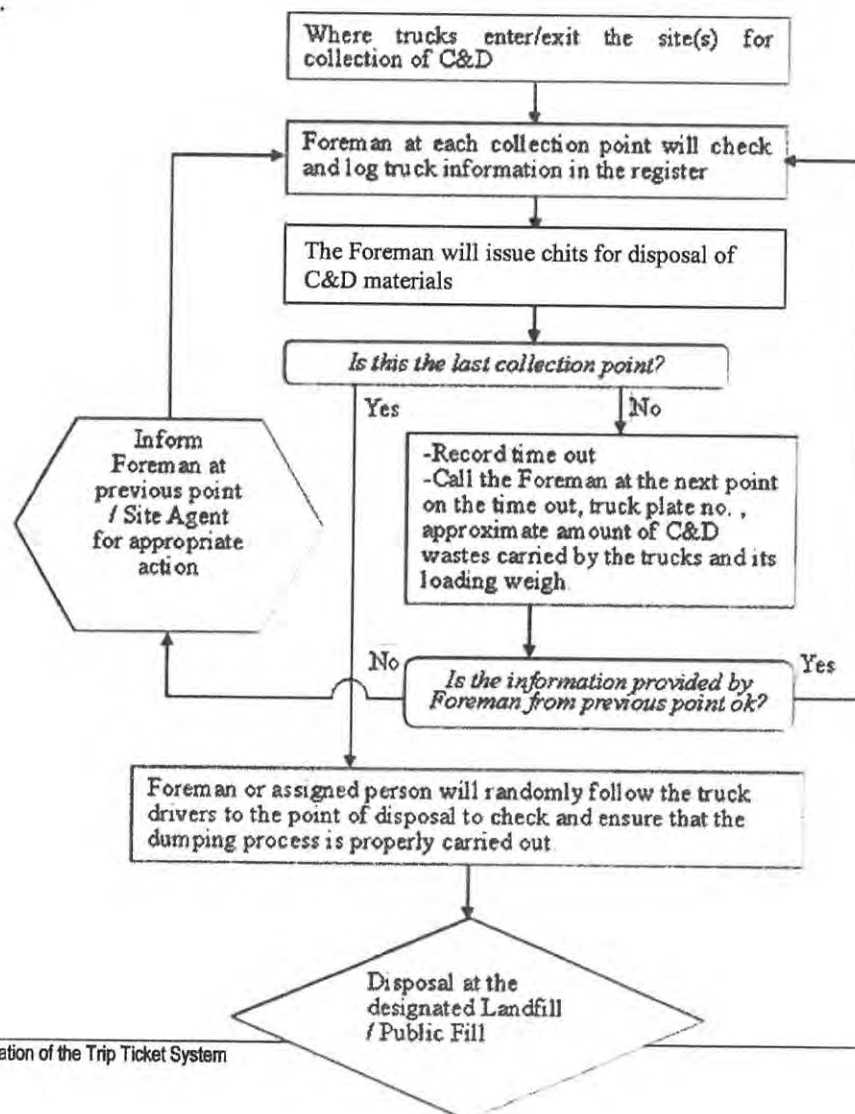 Where trucks enter/exit the site(s) for
collection of C&D
Foreman at each collection point will check
and log truck information in the register
The Foreman will issue chits for disposal of
C&D materials
Is this the last collection point?
Yes
No
Inform
Foreman at
previous point
/ Site Agent
for appropriate
action
-Record time out
-Call the Foreman at the next point
on the time out, truck plate no. ,
approximate amount of C&D
wastes carried by the trucks and its
loading weigh
No
Yes
Is the information provided by
Foreman from previous point ok?
Foreman or assigned person will randomly follow the truck
drivers to the point of disposal to check and ensure that the
dumping process is properly carried out
Disposal at the
designated Landfill
/ Public Fill
ation of the Trip Ticket System